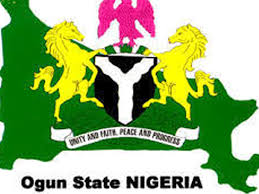 UNITY AND FAITH, PEACE AND PROGRESS
Ogun State NIGERIA